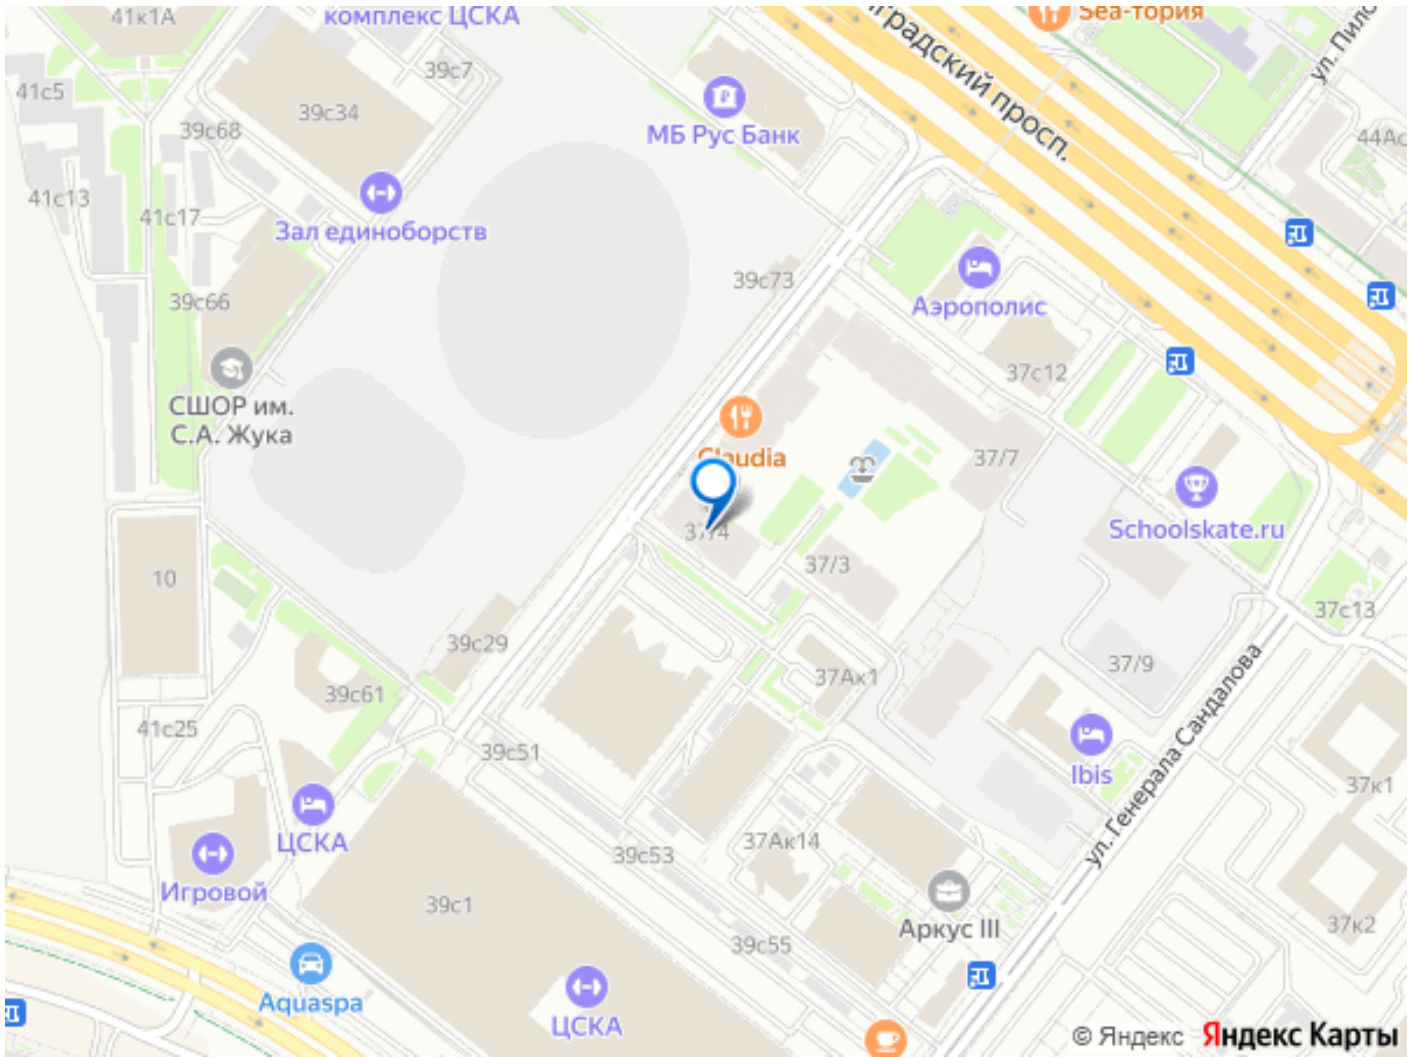 41к1А
комплекс ЦСКА
Sea-тория
градский просп.
ул. Пило
39с7
41с5
39с34
39с68
МБ Рус Банк
44Ас
41с13
41с17
Зал единоборств
39с73
39с66
Аэрополис
37с12
СШОР им.
С.А. Жука
Claudia
37/7
37/4
Schoolskate.ru
37/3
10
37с13
39с29
37/9
37Ак1
39с61
41с25
39с51
Ibis
ул. Генерала Сандалова
37к1
ЦСКА
37Ак14
39с53
Игровой
39с1
Аркус III
37к2
39с55
Aquaspa
ЦСКА
© Яндекс Яндекс Карты